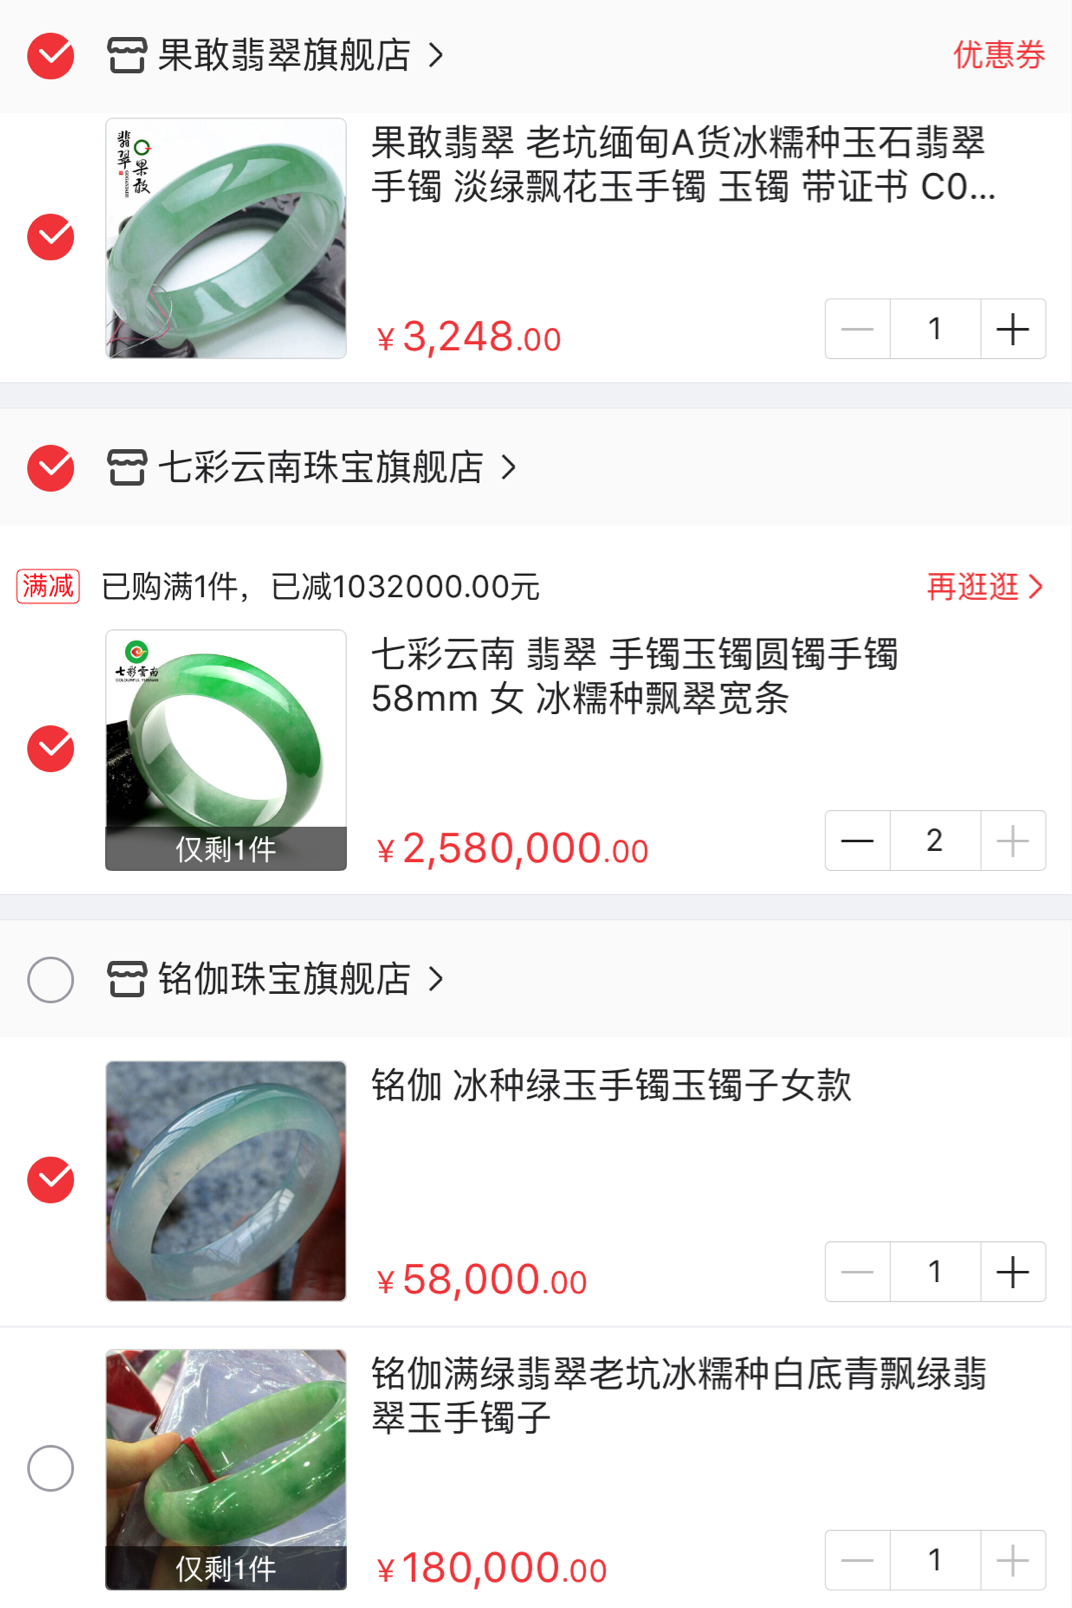 果敢翡翠旗舰店
优惠券
翡翠
果敢
果敢翡翠 老坑缅甸A货冰糯种玉石翡翠
手镯 淡绿飘花玉手镯 玉镯 带证书 C0...
¥3,248.00
1
七彩云南珠宝旗舰店
满减 已购满1件，已减1032000.00元
再逛逛
七彩雲南
COLOURFUL YUNNAN
七彩云南 翡翠 手镯玉镯圆镯手镯
58mm 女 冰糯种飘翠宽条
仅剩1件
¥2,580,000.00
2
铭伽珠宝旗舰店
铭伽 冰种绿玉手镯玉镯子女款
¥58,000.00
1
铭伽满绿翡翠老坑冰糯种白底青飘绿翡
翠玉手镯子
仅剩1件
¥180,000.00
1